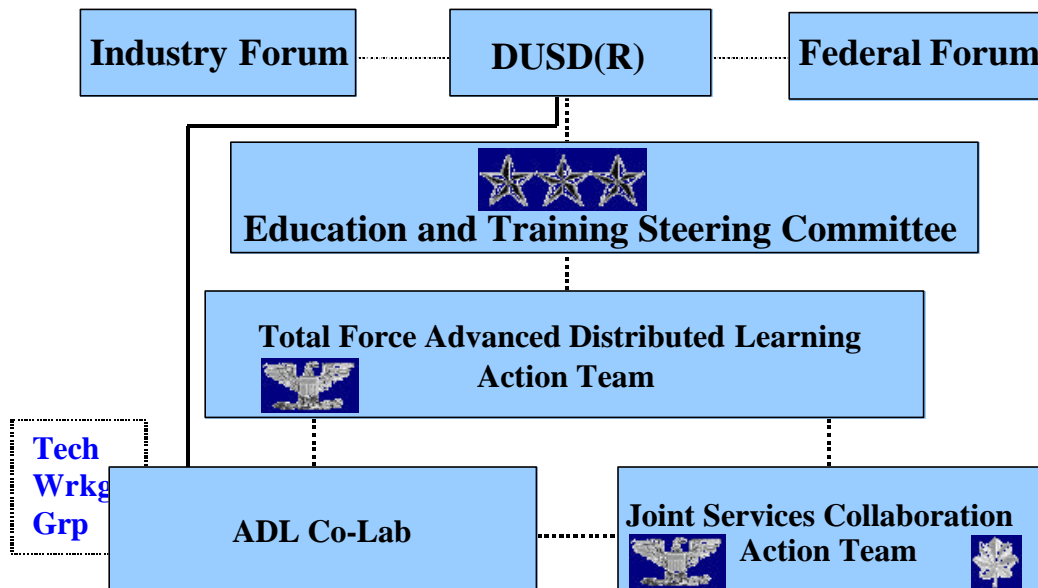 Industry Forum
DUSD(R)
Federal Forum
Education and Training Steering Committee
Total Force Advanced Distributed Learning
Action Team
Tech
Wrkg
Grp
ADL Co-Lab
Joint Services Collaboration
Action Team